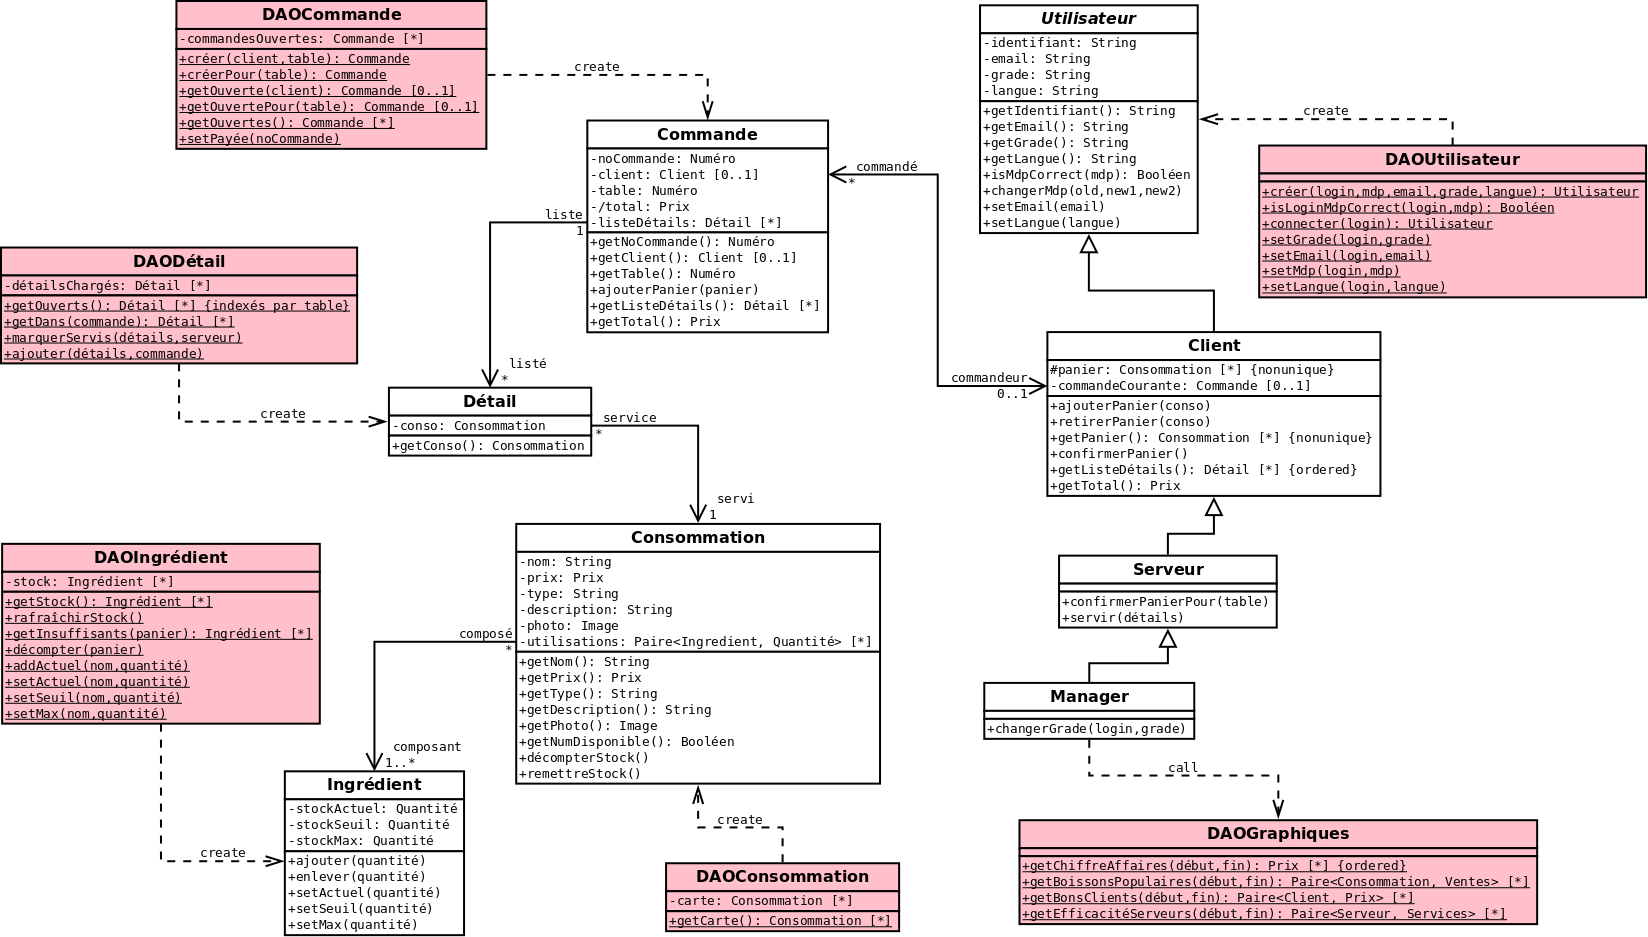 DAOCommande
-commandesOuvertes: Commande [*]
+créer(client,table): Commande
+créerPour(table): Commande
+getOuverte(client): Commande [0..1]
+getOuvertePour(table): Commande [0..1]
+getOuvertes(): Commande [*]
+setPayée(noCommande)
create
Utilisateur
-identifiant: String
-email: String
-grade: String
-langue: String
+getIdentifiant(): String
+getEmail(): String
+getGrade(): String
+getLangue(): String
+isMdpCorrect(mdp): Booléen
+changerMdp(old,new1,new2)
+setEmail(email)
+setLangue(langue)
create
DAOUtilisateur
+créer(login,mdp,email,grade,langue): Utilisateur
+isLoginMdpCorrect(login,mdp): Booléen
+connecter(login): Utilisateur
+setGrade(login,grade)
+setEmail(login,email)
+setMdp(login,mdp)
+setLangue(login,langue)
Commande
-noCommande: Numéro
-client: Client [0..1]
-table: Numéro
-/total: Prix
-listeDétails: Détail [*]
+getNoCommande(): Numéro
+getClient(): Client [0..1]
+getTable(): Numéro
+ajouterPanier(panier)
+getListeDétails(): Détail [*]
+getTotal(): Prix
commandé
*
liste
1
DAODétail
-détailsChargés: Détail [*]
+getOuverts(): Détail [*] {indexés par table}
+getDans(commande): Détail [*]
+marquerServis(détails,serveur)
+ajouter(détails,commande)
create
listé
*
commandeur
0..1
Client
#panier: Consommation [*] {nonunique}
-commandeCourante: Commande [0..1]
+ajouterPanier(conso)
+retirerPanier(conso)
+getPanier(): Consommation [*] {nonunique}
+confirmerPanier()
+getListeDétails(): Détail [*] {ordered}
+getTotal(): Prix
Détail
-conso: Consommation
+getConso(): Consommation
service
*
servi
1
Consommation
-nom: String
-prix: Prix
-type: String
-description: String
-photo: Image
-utilisations: Paire<Ingredient, Quantité> [*]
+getNom(): String
+getPrix(): Prix
+getType(): String
+getDescription(): String
+getPhoto(): Image
+getNumDisponible(): Booléen
+décompterStock()
+remettreStock()
Serveur
+confirmerPanierPour(table)
+servir(détails)
DAOIngrédient
-stock: Ingrédient [*]
+getStock(): Ingrédient [*]
+rafraîchirStock()
+getInsuffisants(panier): Ingrédient [*]
+décompter(panier)
+addActuel(nom,quantité)
+setActuel(nom,quantité)
+setSeuil(nom,quantité)
+setMax(nom,quantité)
composé
*
composant
1..*
create
Manager
+changerGrade(login,grade)
call
Ingrédient
-stockActuel: Quantité
-stockSeuil: Quantité
-stockMax: Quantité
+ajouter(quantité)
+enlever(quantité)
+setActuel(quantité)
+setSeuil(quantité)
+setMax(quantité)
create
DAOConsommation
-carte: Consommation [*]
+getCarte(): Consommation [*]
DAOGraphiques
+getChiffreAffaires(début,fin): Prix [*] {ordered}
+getBoissonsPopulaires(début,fin): Paire<Consommation, Ventes> [*]
+getBonsClients(début,fin): Paire<Client, Prix> [*]
+getEfficacitéServeurs(début,fin): Paire<Serveur, Services> [*]